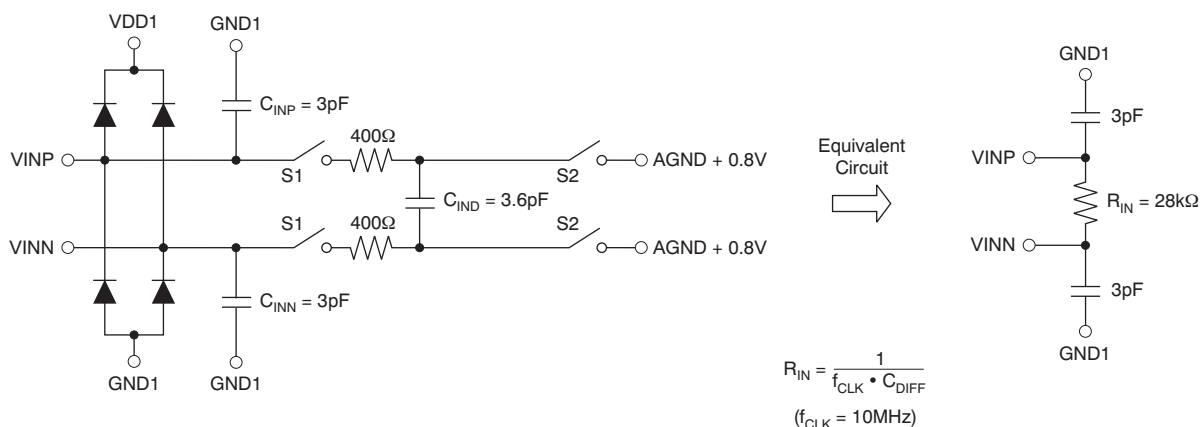 VDD1
GND1
C_INP = 3pF
400Ω
VINP
S1
S2
AGND + 0.8V
C_IND = 3.6pF
400Ω
VINN
S1
S2
AGND + 0.8V
C_INN = 3pF
GND1
GND1
Equivalent
Circuit
GND1
3pF
VINP
R_IN = 28kΩ
VINN
3pF
GND1
R_IN = 1
f_CLK • C_DIFF
(f_CLK = 10MHz)